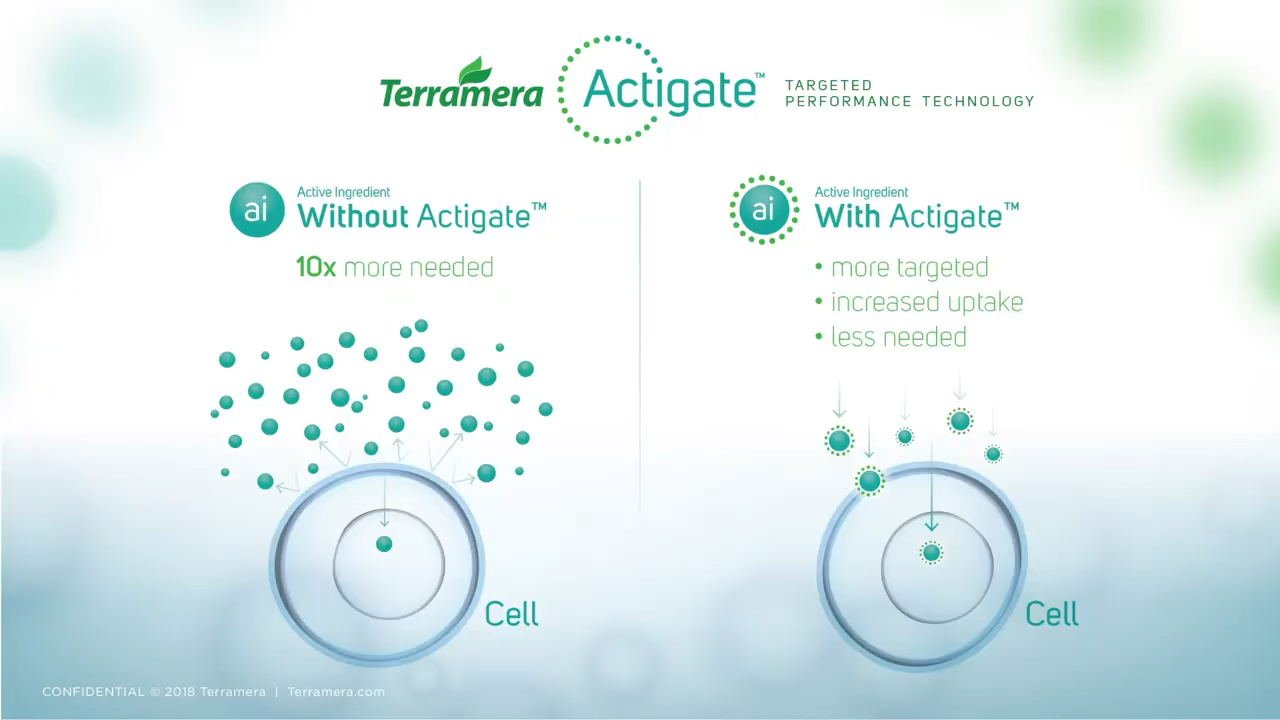 Terramera
Actigate™
TARGETED
PERFORMANCE TECHNOLOGY
ai
Active Ingredient
Without Actigate™
10x more needed
ai
Active Ingredient
With Actigate™
• more targeted
• increased uptake
• less needed
Cell
Cell
CONFIDENTIAL © 2018 Terramera | Terramera.com